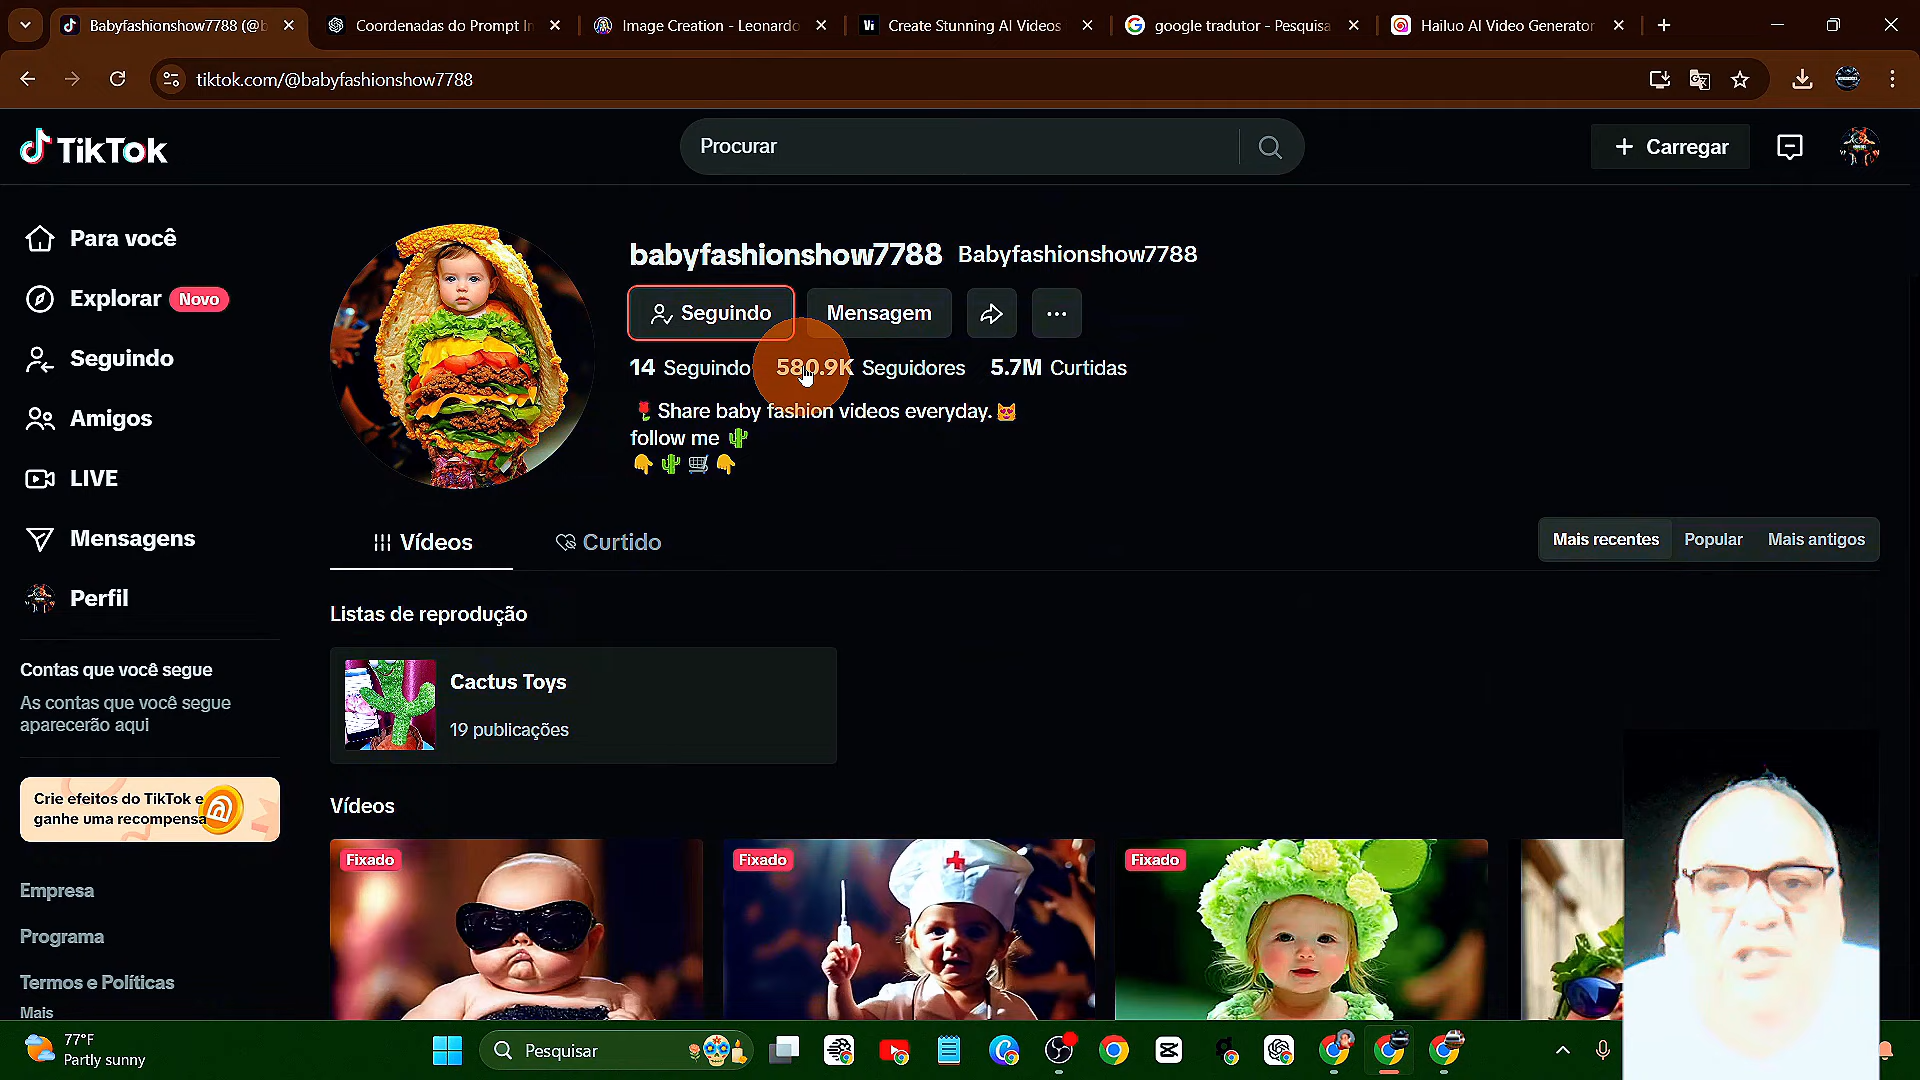 Babyfashionshow7788 (@b
Coordenadas do Prompt In
Image Creation - Leonardo
Create Stunning AI Videos
google tradutor - Pesquisa
Hailuo AI Video Generator
tiktok.com/@babyfashionshow7788
TikTok
Procurar
Carregar
Para você
Explorar Novo
Seguindo
Amigos
LIVE
Mensagens
Perfil
Contas que você segue
As contas que você segue
aparecerão aqui
Crie efeitos do TikTok e
ganhe uma recompensa
Empresa
Programa
Termos e Políticas
Mais
babyfashionshow7788 Babyfashionshow7788
Seguindo Mensagem
14 Seguindo 580.9K Seguidores 5.7M Curtidas
🌹Share baby fashion videos everyday.😻
follow me 🌵
👇🌵🛒👇
Vídeos Curtido
Mais recentes Popular Mais antigos
Listas de reprodução
Cactus Toys
19 publicações
Vídeos
Fixado
Fixado
Fixado
77°F
Partly sunny
Pesquisar